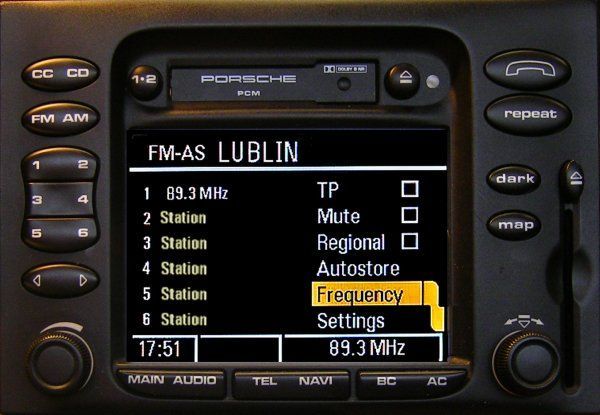 CC CD
1•2
PORSCHE
PCM
DOLBY B NR
FM AM
repeat
1 2
3 4
5 6
dark
map
FM-AS LUBLIN
1 89.3 MHz
TP
2 Station
Mute
3 Station
Regional
4 Station
Autostore
5 Station
Frequency
6 Station
Settings
17:51
89.3 MHz
MAIN AUDIO
TEL NAVI
BC AC